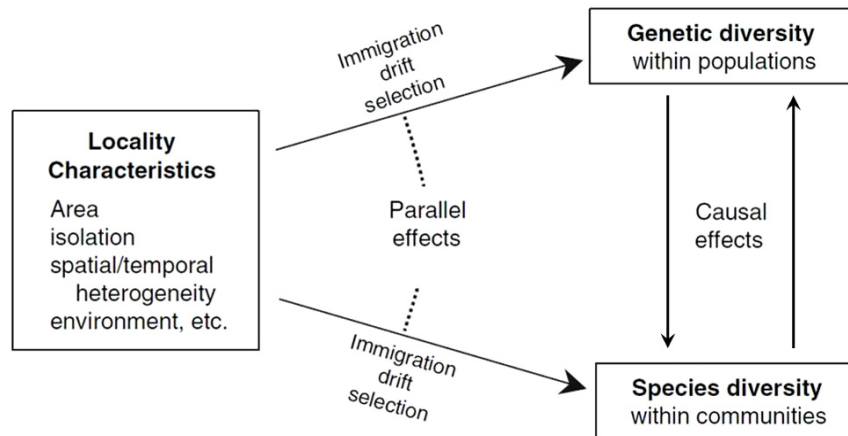 Locality
Characteristics
Area
isolation
spatial/temporal
heterogeneity
environment, etc.
Immigration
drift
selection
Parallel
effects
Immigration
drift
selection
Genetic diversity
within populations
Causal
effects
Species diversity
within communities